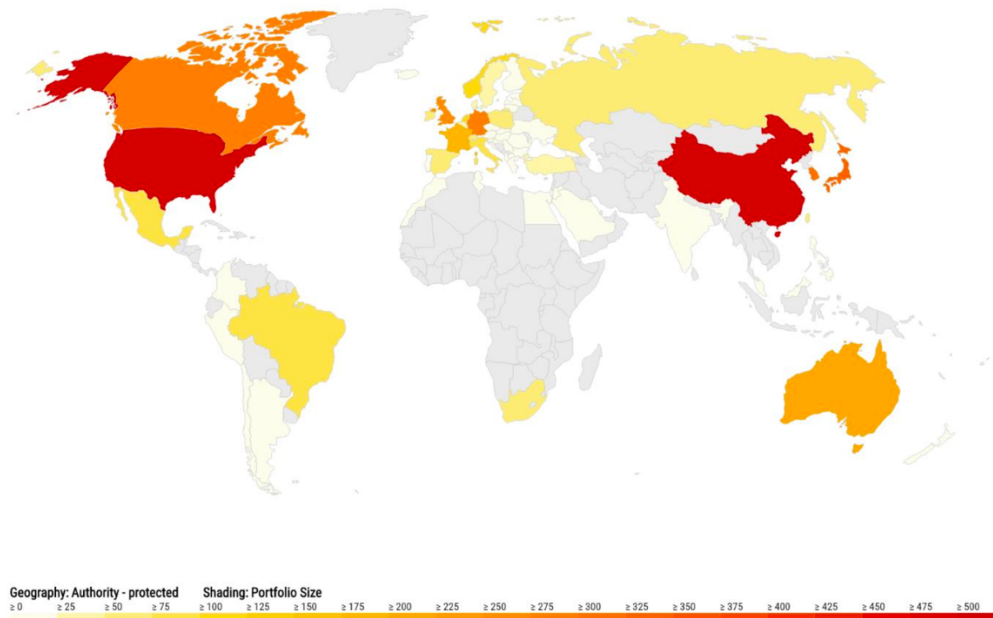 Geography: Authority - protected Shading: Portfolio Size
≥ 0 ≥ 25 ≥ 50 ≥ 75 ≥ 100 ≥ 125 ≥ 150 ≥ 175 ≥ 200 ≥ 225 ≥ 250 ≥ 275 ≥ 300 ≥ 325 ≥ 350 ≥ 375 ≥ 400 ≥ 425 ≥ 450 ≥ 475 ≥ 500